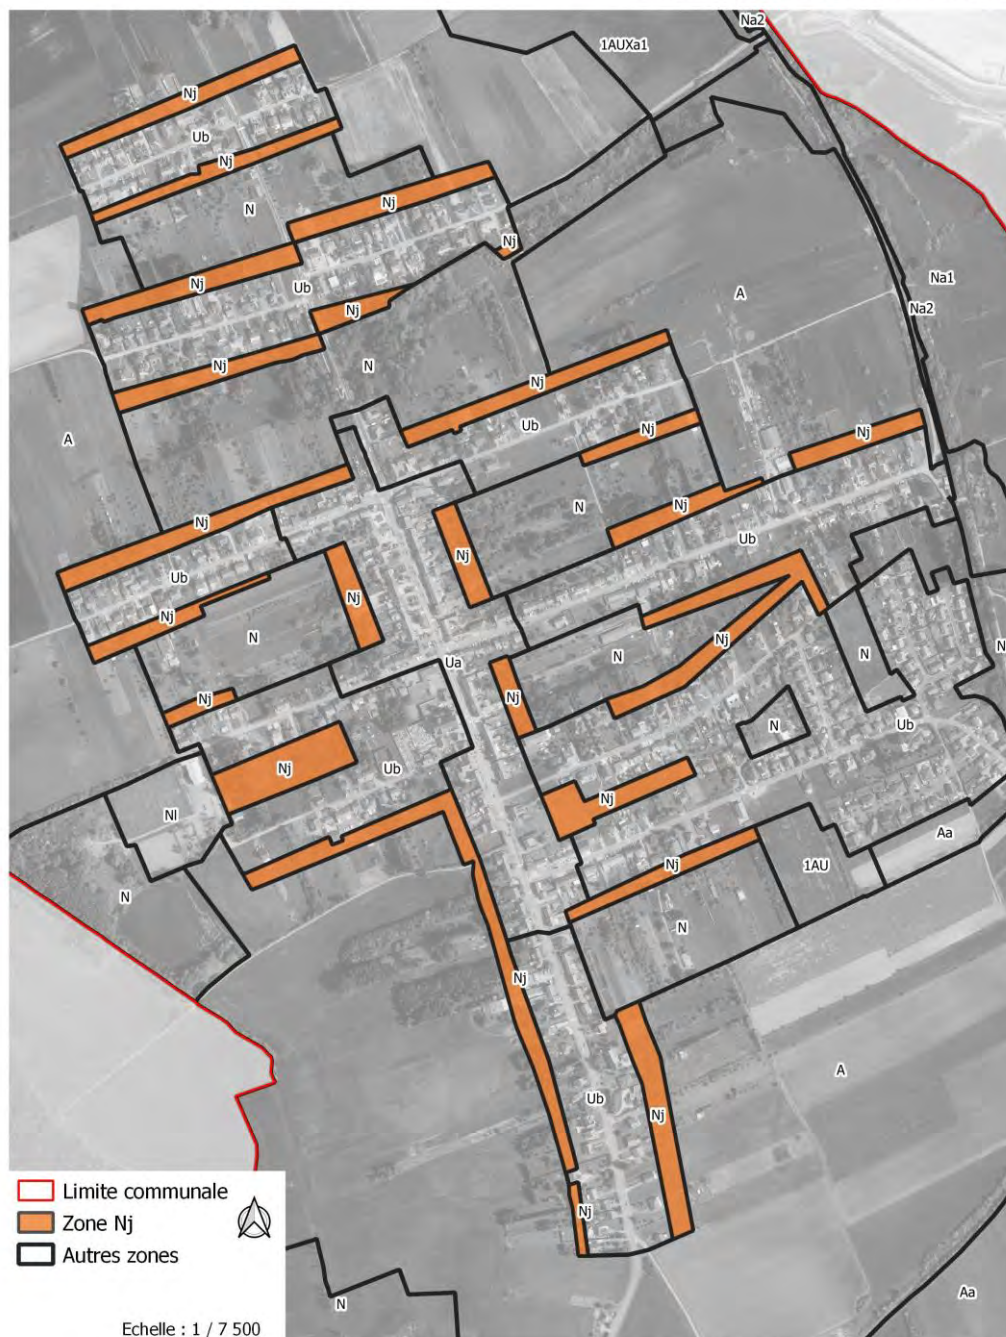 Na2
1AUXa1
Nj
Ub
Nj
N
Nj
Nj
Na1
Nj
Ub
A
Na2
Nj
Nj
N
Nj
Ub
A
Nj
Nj
Nj
N
Nj
Ub
Nj
Ub
Nj
Nj
Nj
N
Nj
N
N
N
Ua
Nj
N
Nj
N
Ub
Nj
Ub
Nj
Nl
Aa
Nj
1AU
N
N
Nj
A
Ub
Nj
Nj
Aa
N
Limite communale
Zone Nj
Autres zones
Echelle : 1 / 7 500